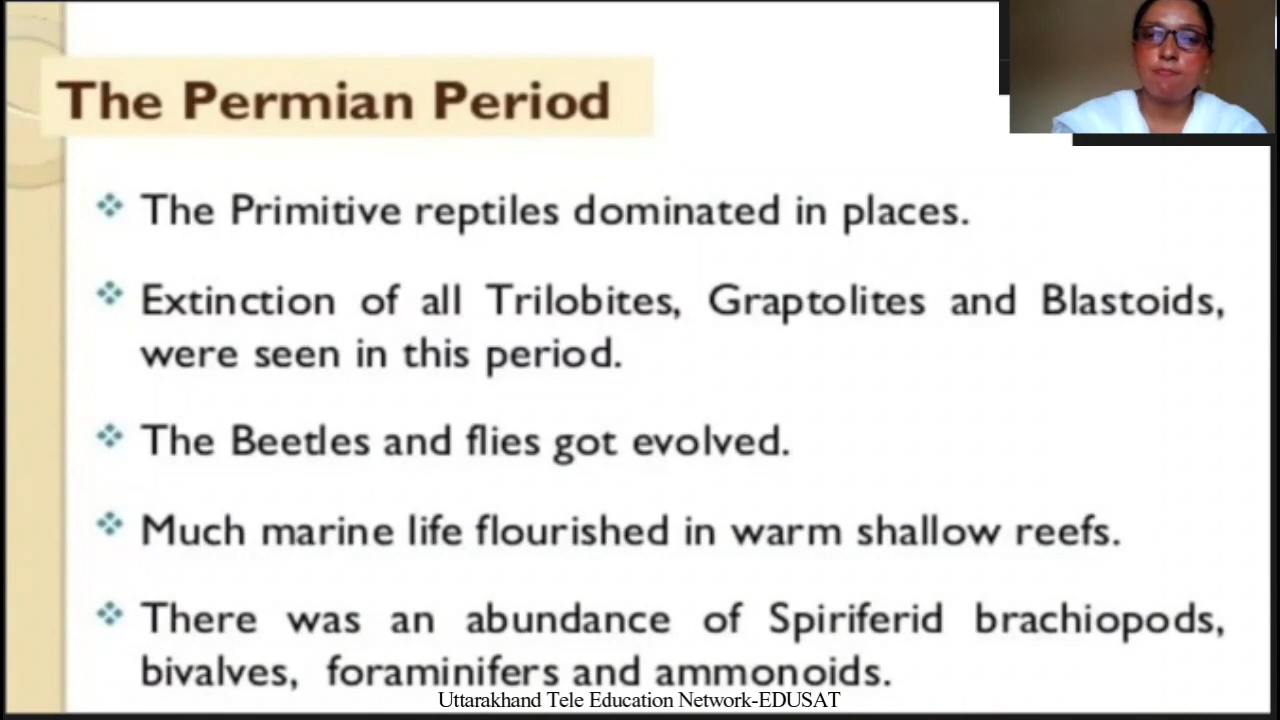 The Permian Period
The Primitive reptiles dominated in places.
Extinction of all Trilobites, Graptolites and Blastoids,
were seen in this period.
The Beetles and flies got evolved.
Much marine life flourished in warm shallow reefs.
There was an abundance of Spiriferid brachiopods,
bivalves, foraminifers and ammonoids.
Uttarakhand Tele Education Network-EDUSAT